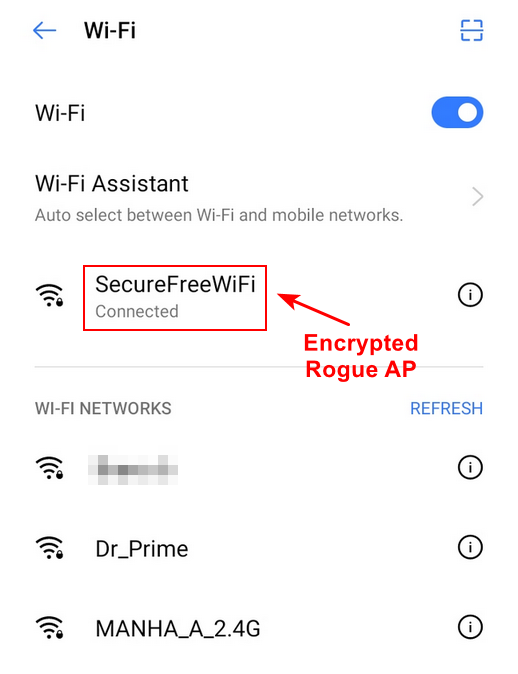 Wi-Fi
Wi-Fi
Wi-Fi Assistant
Auto select between Wi-Fi and mobile networks.
SecureFreeWiFi
Connected
Encrypted
Rogue AP
WI-FI NETWORKS REFRESH
Dr_Prime
MANHA_A_2.4G